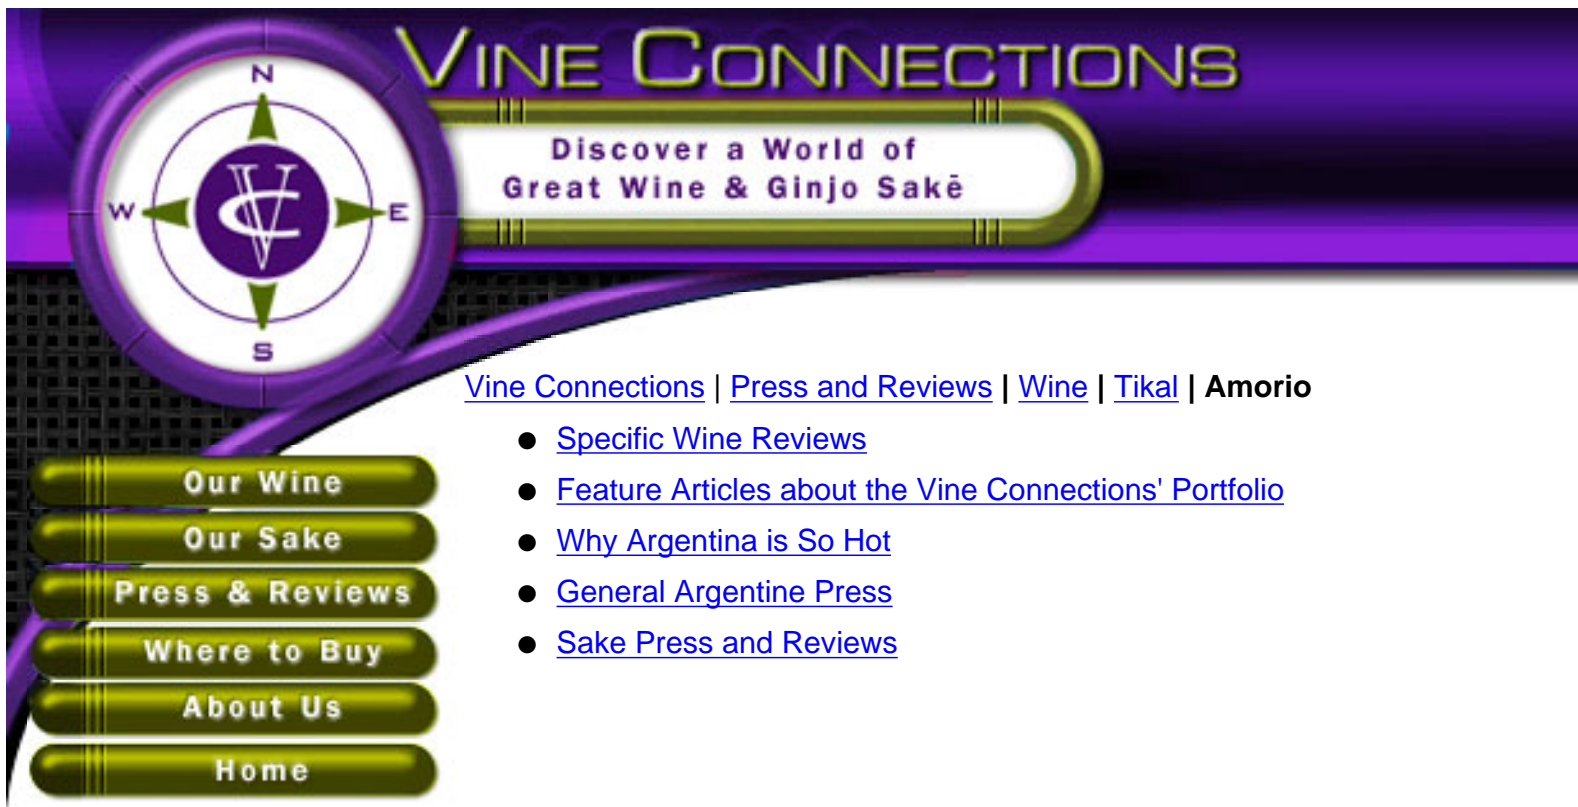 VINE CONNECTIONS
Discover a World of
Great Wine & Ginjo Sakē
N
W
E
S
VC
Vine Connections | Press and Reviews | Wine | Tikal | Amorio
● Specific Wine Reviews
● Feature Articles about the Vine Connections' Portfolio
● Why Argentina is So Hot
● General Argentine Press
● Sake Press and Reviews
Our Wine
Our Sake
Press & Reviews
Where to Buy
About Us
Home